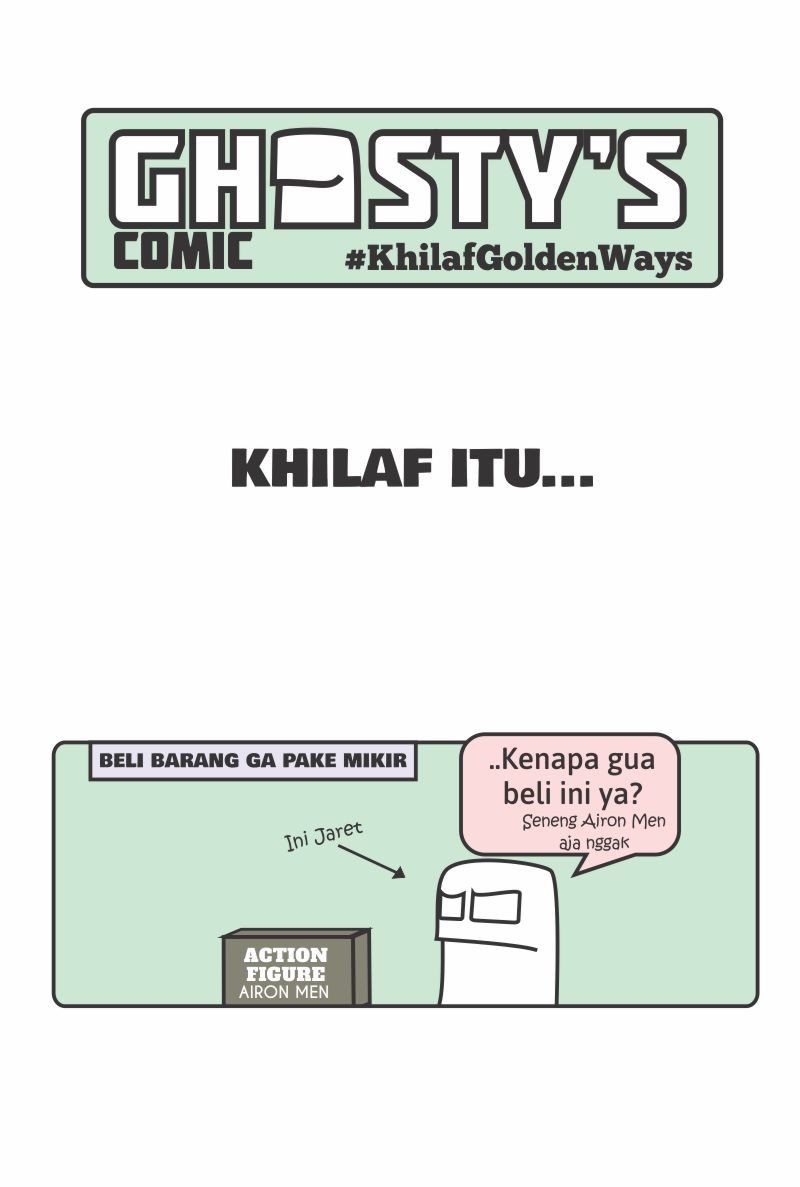 GHOSTY'S
COMIC
#KhilafGoldenWays
KHILAF ITU...
BELI BARANG GA PAKE MIKIR
..Kenapa gua
beli ini ya?
Seneng Airon Men
aja nggak
Ini Jaret
ACTION
FIGURE
AIRON MEN